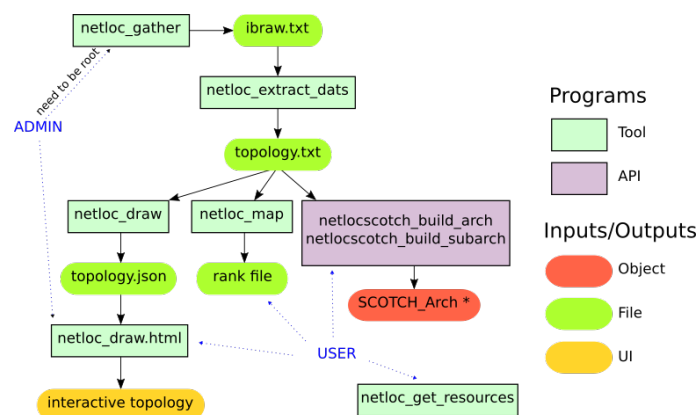 netloc_gather
ibraw.txt
need to be root
netloc_extract_dats
ADMIN
topology.txt
netloc_draw
netloc_map
netlocscotch_build_arch
netlocscotch_build_subarch
topology.json
rank file
SCOTCH_Arch *
netloc_draw.html
USER
interactive topology
netloc_get_resources
Programs
Tool
API
Inputs/Outputs
Object
File
UI